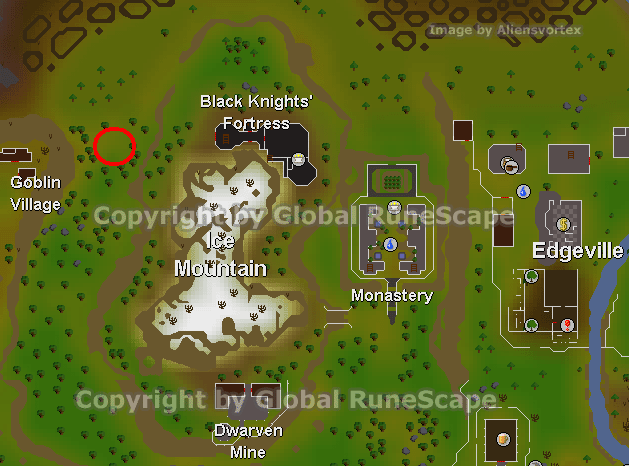 Image by Aliensvortex
Black Knights'
Fortress
Goblin
Village
Copyright by Global RuneScape
Ice
Mountain
Edgeville
Monastery
Copyright by Global RuneScape
Dwarven
Mine